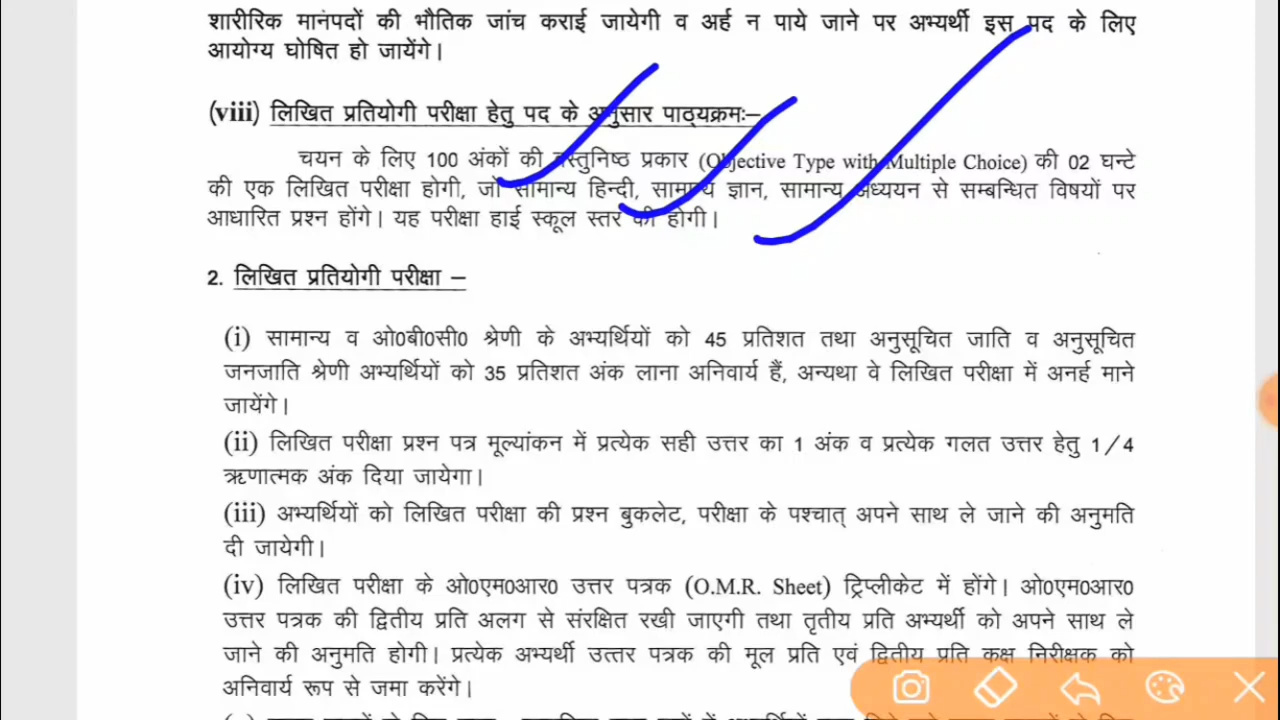 शारीरिक मानंपदों की भौतिक जांच कराई जायेगी व अर्ह न पाये जाने पर अभ्यर्थी इस पद के लिए
आयोग्य घोषित हो जायेंगे।
(viii) लिखित प्रतियोगी परीक्षा हेतु पद के अनुसार पाठ्यक्रमः–
चयन के लिए 100 अंकों की वस्तुनिष्ठ प्रकार (Objective Type with Multiple Choice) की 02 घन्टे
की एक लिखित परीक्षा होगी, जो सामान्य हिन्दी, सामान्य ज्ञान, सामान्य अध्ययन से सम्बन्धित विषयों पर
आधारित प्रश्न होंगे। यह परीक्षा हाई स्कूल स्तर की होगी।
2. लिखित प्रतियोगी परीक्षा –
(i) सामान्य व ओ0बी0सी0 श्रेणी के अभ्यर्थियों को 45 प्रतिशत तथा अनुसूचित जाति व अनुसूचित
जनजाति श्रेणी अभ्यर्थियों को 35 प्रतिशत अंक लाना अनिवार्य हैं, अन्यथा वे लिखित परीक्षा में अनर्ह माने
जायेंगे।
(ii) लिखित परीक्षा प्रश्न पत्र मूल्यांकन में प्रत्येक सही उत्तर का 1 अंक व प्रत्येक गलत उत्तर हेतु 1/4
ऋणात्मक अंक दिया जायेगा।
(iii) अभ्यर्थियों को लिखित परीक्षा की प्रश्न बुकलेट, परीक्षा के पश्चात् अपने साथ ले जाने की अनुमति
दी जायेगी।
(iv) लिखित परीक्षा के ओ0एम0आर0 उत्तर पत्रक (O.M.R. Sheet) ट्रिप्लीकेट में होंगे। ओ0एम0आर0
उत्तर पत्रक की द्वितीय प्रति अलग से संरक्षित रखी जाएगी तथा तृतीय प्रति अभ्यर्थी को अपने साथ ले
जाने की अनुमति होगी। प्रत्येक अभ्यर्थी उत्तर पत्रक की मूल प्रति एवं द्वितीय प्रति कक्ष निरीक्षक को
अनिवार्य रूप से जमा करेंगे।